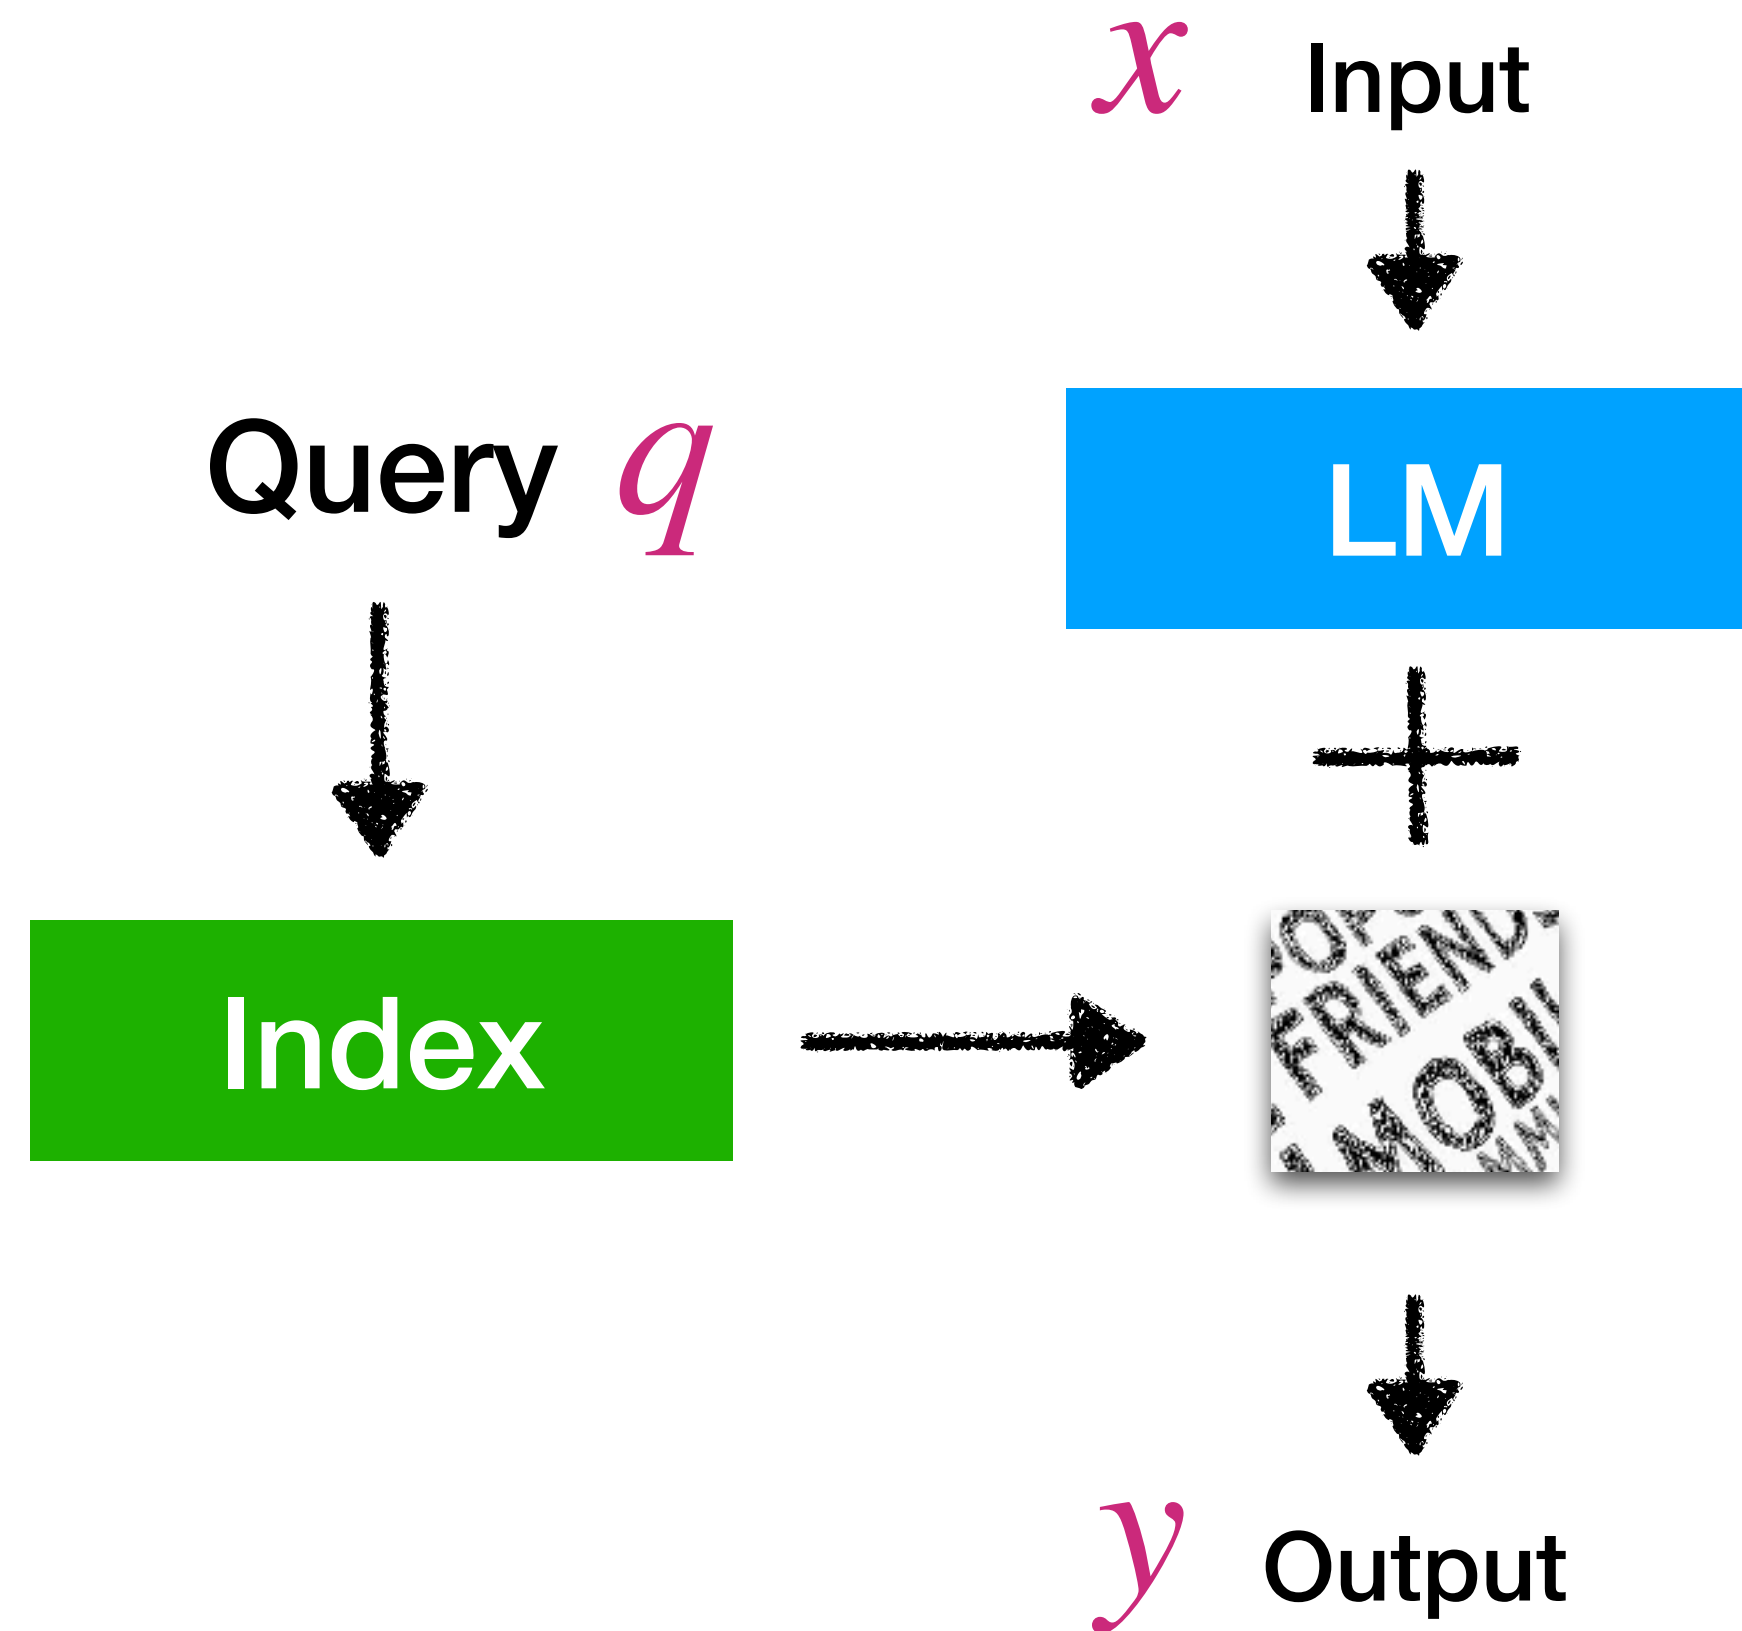 x Input
Query q
LM
Index
FRIEND
MOBI
y Output